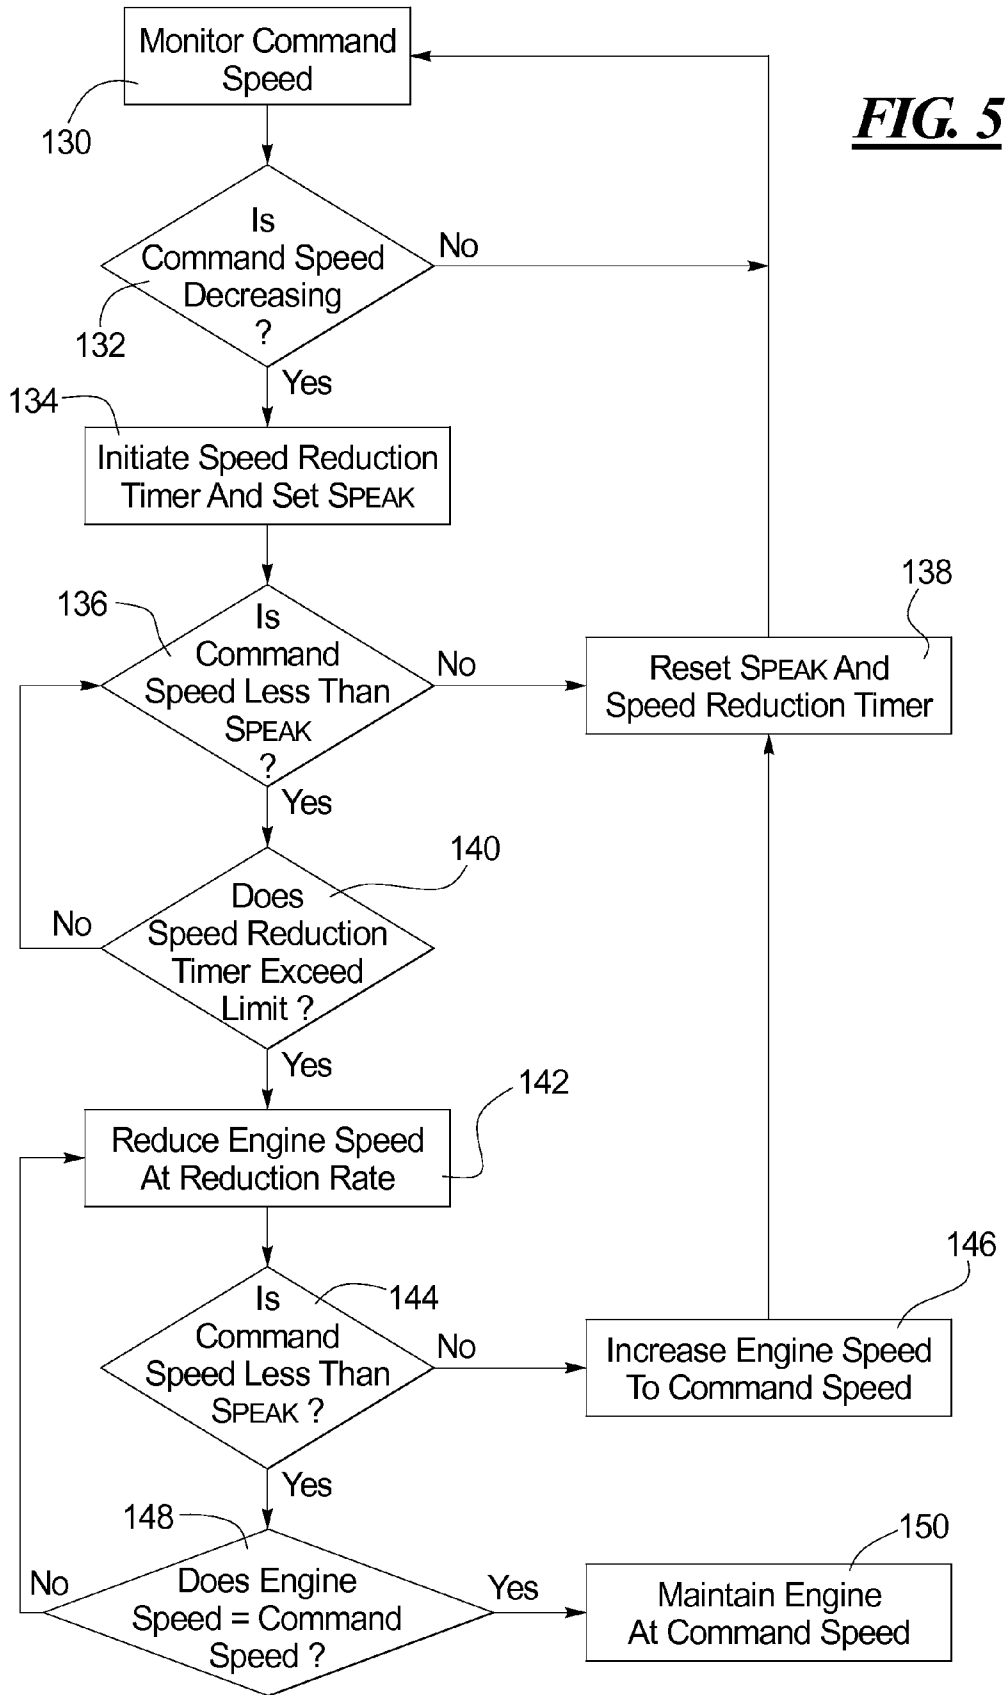 Monitor Command
Speed
130
FIG. 5
Is
Command Speed
Decreasing
?
No
132
Yes
134
Initiate Speed Reduction
Timer And Set SPEAK
136
Is
Command
Speed Less Than
SPEAK
?
No
138
Reset SPEAK And
Speed Reduction Timer
Yes
140
Does
Speed Reduction
Timer Exceed
Limit ?
No
Yes
142
Reduce Engine Speed
At Reduction Rate
144
Is
Command
Speed Less Than
SPEAK ?
No
146
Increase Engine Speed
To Command Speed
Yes
148
Does Engine
Speed = Command
Speed ?
No
Yes
150
Maintain Engine
At Command Speed